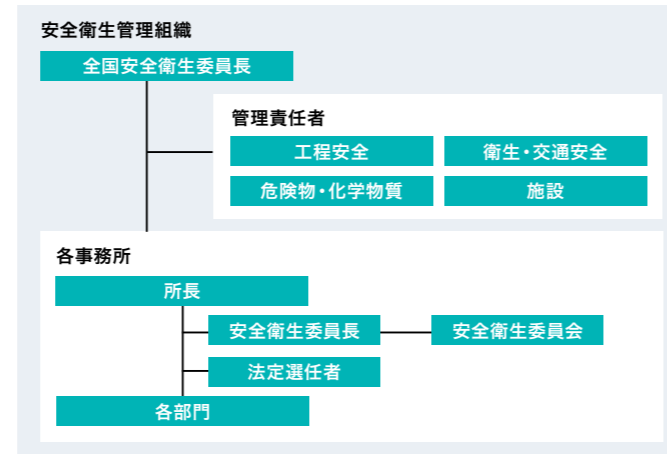 安全衛生管理組織
全国安全衛生委員長
管理責任者
工程安全
衛生・交通安全
危険物・化学物質
施設
各事務所
所長
安全衛生委員長
安全衛生委員会
法定選任者
各部門